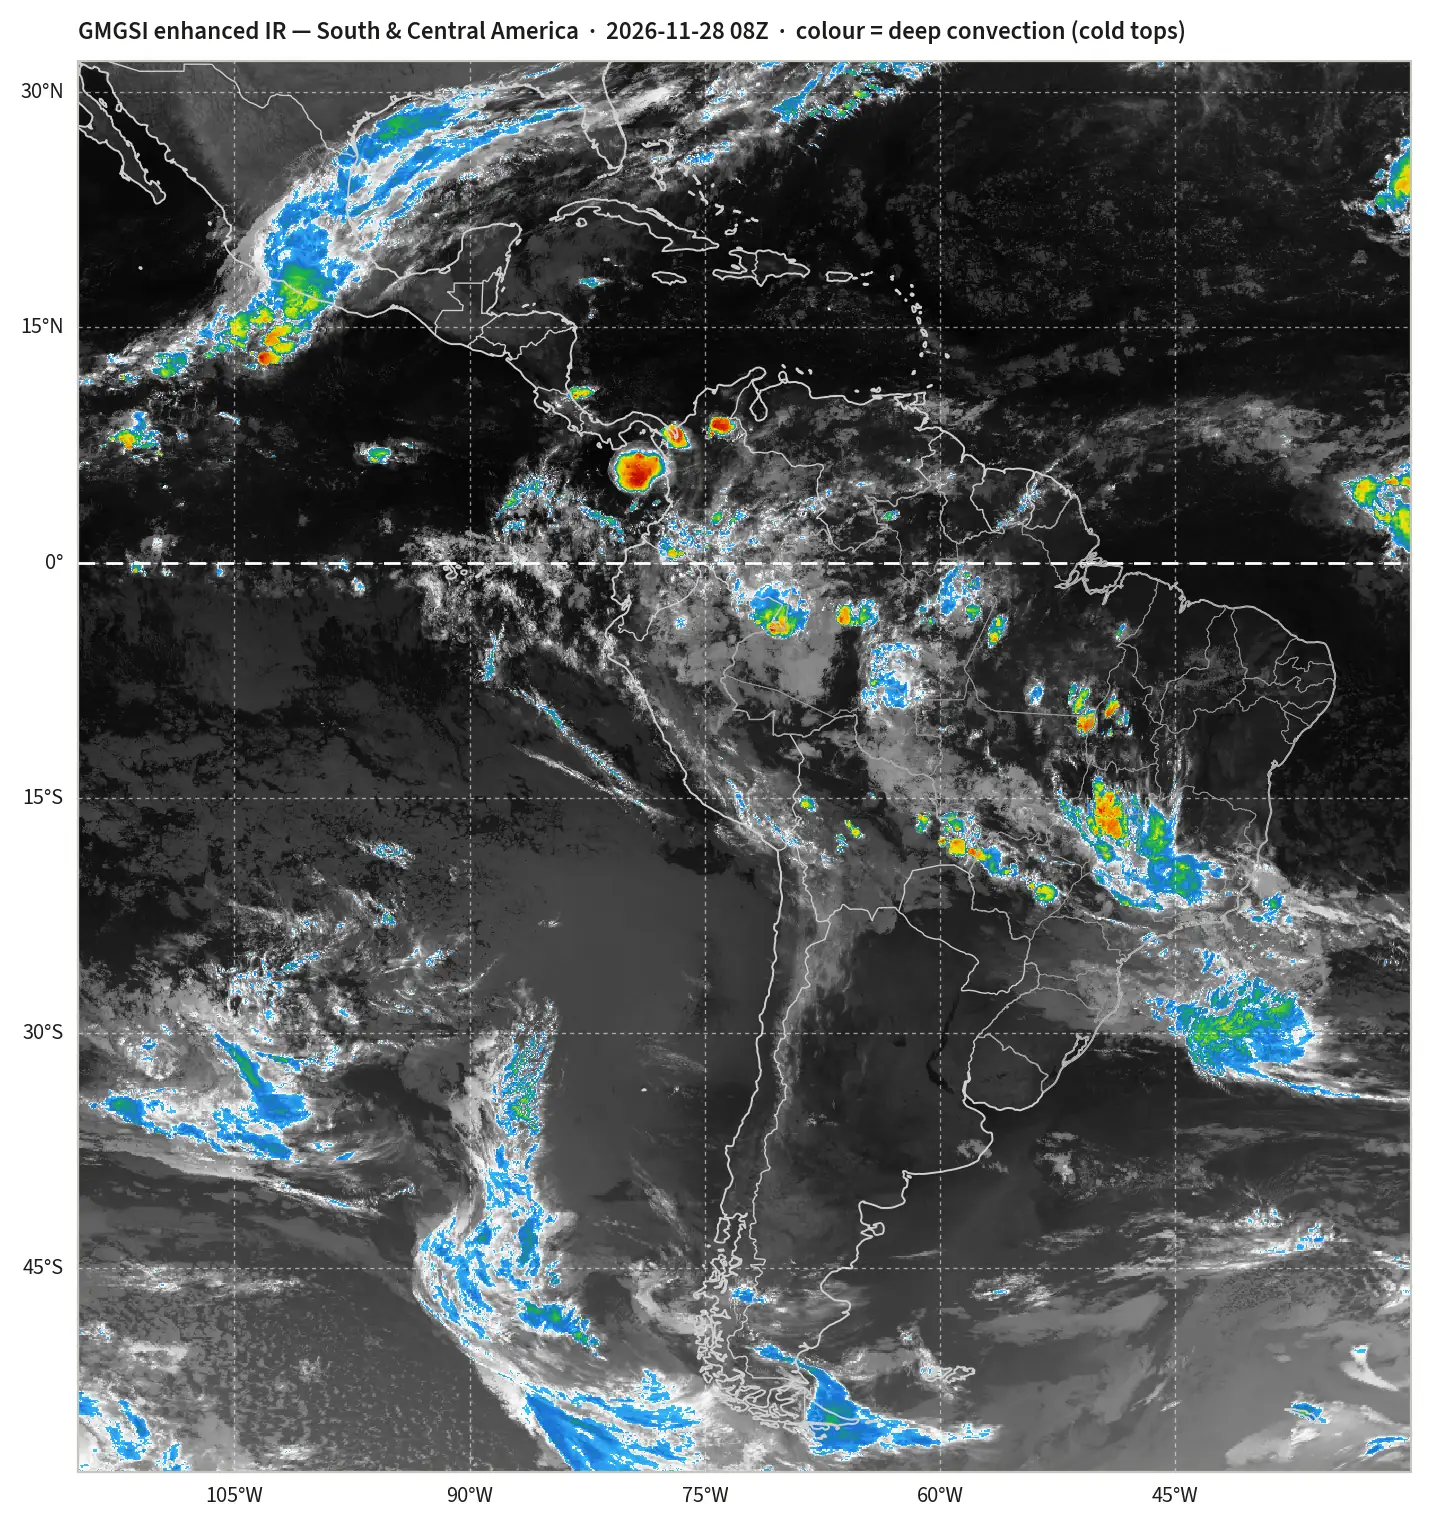 GMGSI enhanced IR — South & Central America · 2026-11-28 08Z · colour = deep convection (cold tops)
30°N
15°N
0°
15°S
30°S
45°S
105°W 90°W 75°W 60°W 45°W